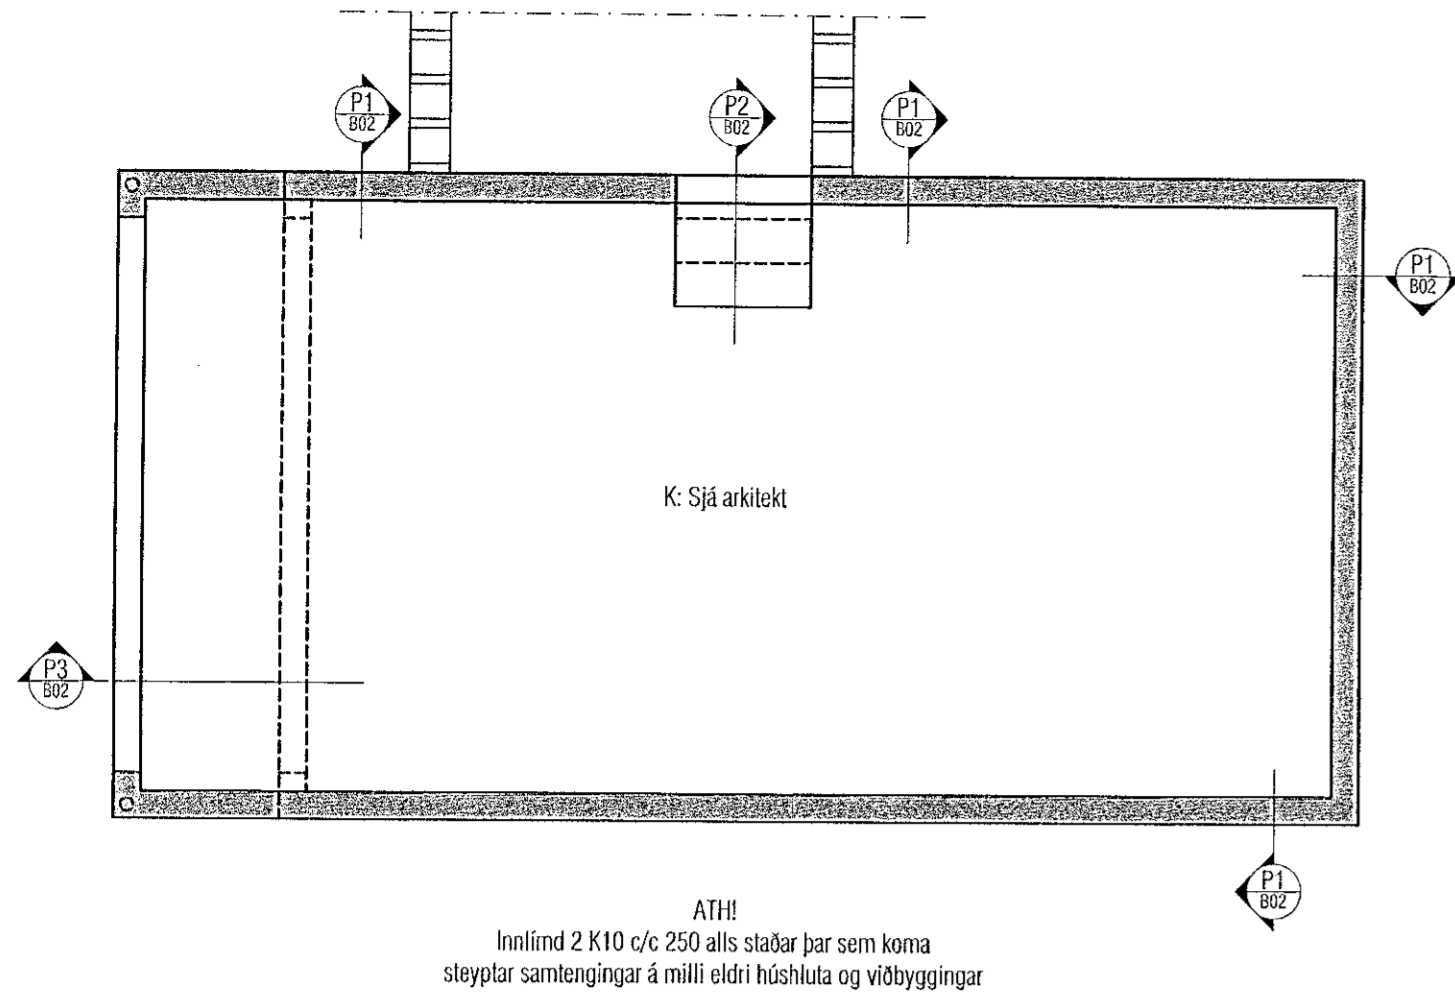 P1
B02
P2
B02
P1
B02
P1
B02
K: Sjá arkitekt
P3
B02
P1
B02
ATH!
Innlímd 2 K10 c/c 250 alls staðar þar sem koma
steyptar samtengingar á milli eldri húshluta og viðbyggingar